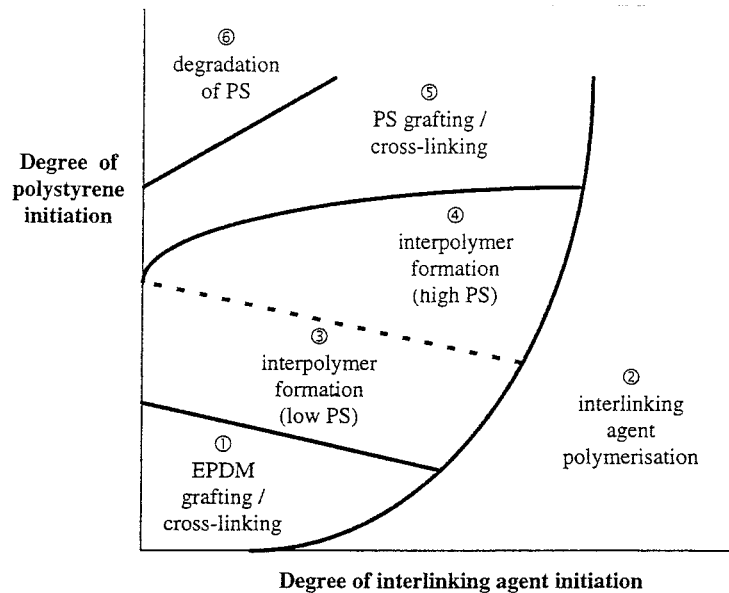 ⑥
degradation
of PS
⑤
PS grafting /
cross-linking
Degree of
polystyrene
initiation
④
interpolymer
formation
(high PS)
③
interpolymer
formation
(low PS)
②
interlinking
agent
polymerisation
①
EPDM
grafting /
cross-linking
Degree of interlinking agent initiation